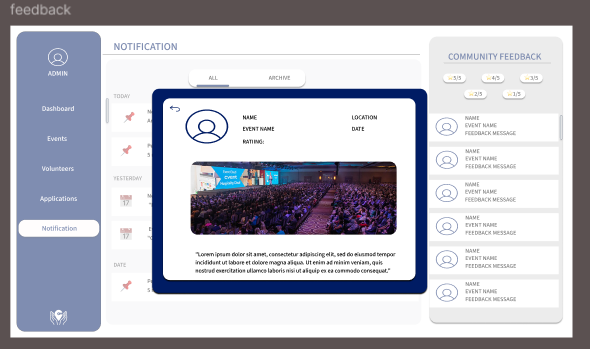 feedback
ADMIN
Dashboard
Events
Volunteers
Applications
Notification
NOTIFICATION
ALL
ARCHIVE
TODAY
YESTERDAY
DATE
NAME
EVENT NAME
RATIING:
LOCATION
DATE
"Lorem ipsum dolor sit amet, consectetur adipiscing elit, sed do eiusmod tempor
incididunt ut labore et dolore magna aliqua. Ut enim ad minim veniam, quis
nostrud exercitation ullamco laboris nisi ut aliquip ex ea commodo consequat."
COMMUNITY FEEDBACK
5/5
4/5
3/5
2/5
1/5
NAME
EVENT NAME
FEEDBACK MESSAGE
NAME
EVENT NAME
FEEDBACK MESSAGE
NAME
EVENT NAME
FEEDBACK MESSAGE
NAME
EVENT NAME
FEEDBACK MESSAGE
NAME
EVENT NAME
FEEDBACK MESSAGE
NAME
EVENT NAME
FEEDBACK MESSAGE